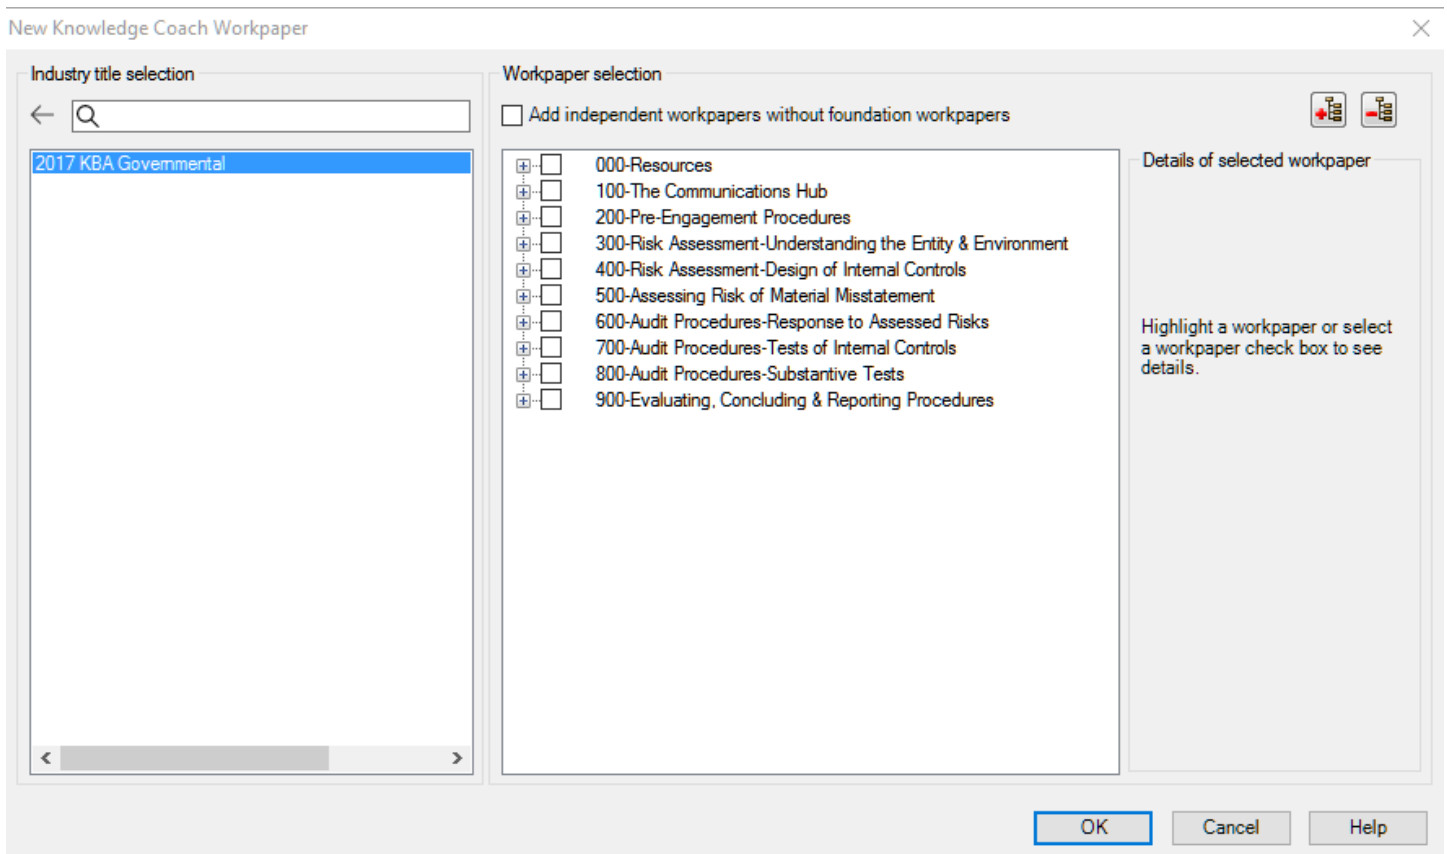 New Knowledge Coach Workpaper
Industry title selection
2017 KBA Governmental
Workpaper selection
Add independent workpapers without foundation workpapers
000-Resources
100-The Communications Hub
200-Pre-Engagement Procedures
300-Risk Assessment-Understanding the Entity & Environment
400-Risk Assessment-Design of Internal Controls
500-Assessing Risk of Material Misstatement
600-Audit Procedures-Response to Assessed Risks
700-Audit Procedures-Tests of Internal Controls
800-Audit Procedures-Substantive Tests
900-Evaluating, Concluding & Reporting Procedures
Details of selected workpaper
Highlight a workpaper or select
a workpaper check box to see
details.
OK
Cancel
Help